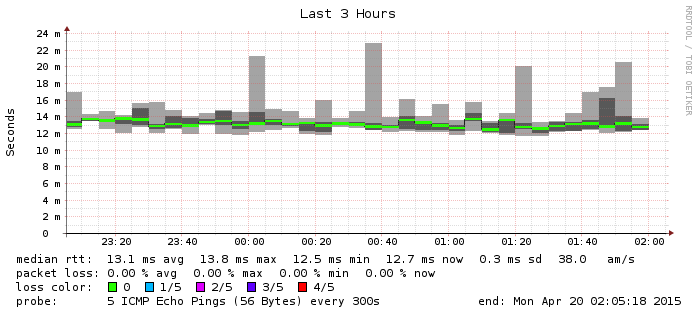 Last 3 Hours
RRDTOOL / TOBI OETIKER
Seconds
24 m
22 m
20 m
18 m
16 m
14 m
12 m
10 m
8 m
6 m
4 m
2 m
0
23:20 23:40 00:00 00:20 00:40 01:00 01:20 01:40 02:00
median rtt: 13.1 ms avg 13.8 ms max 12.5 ms min 12.7 ms now 0.3 ms sd 38.0 am/s
packet loss: 0.00 % avg 0.00 % max 0.00 % min 0.00 % now
loss color: 0 1/5 2/5 3/5 4/5
probe: 5 ICMP Echo Pings (56 Bytes) every 300s end: Mon Apr 20 02:05:18 2015